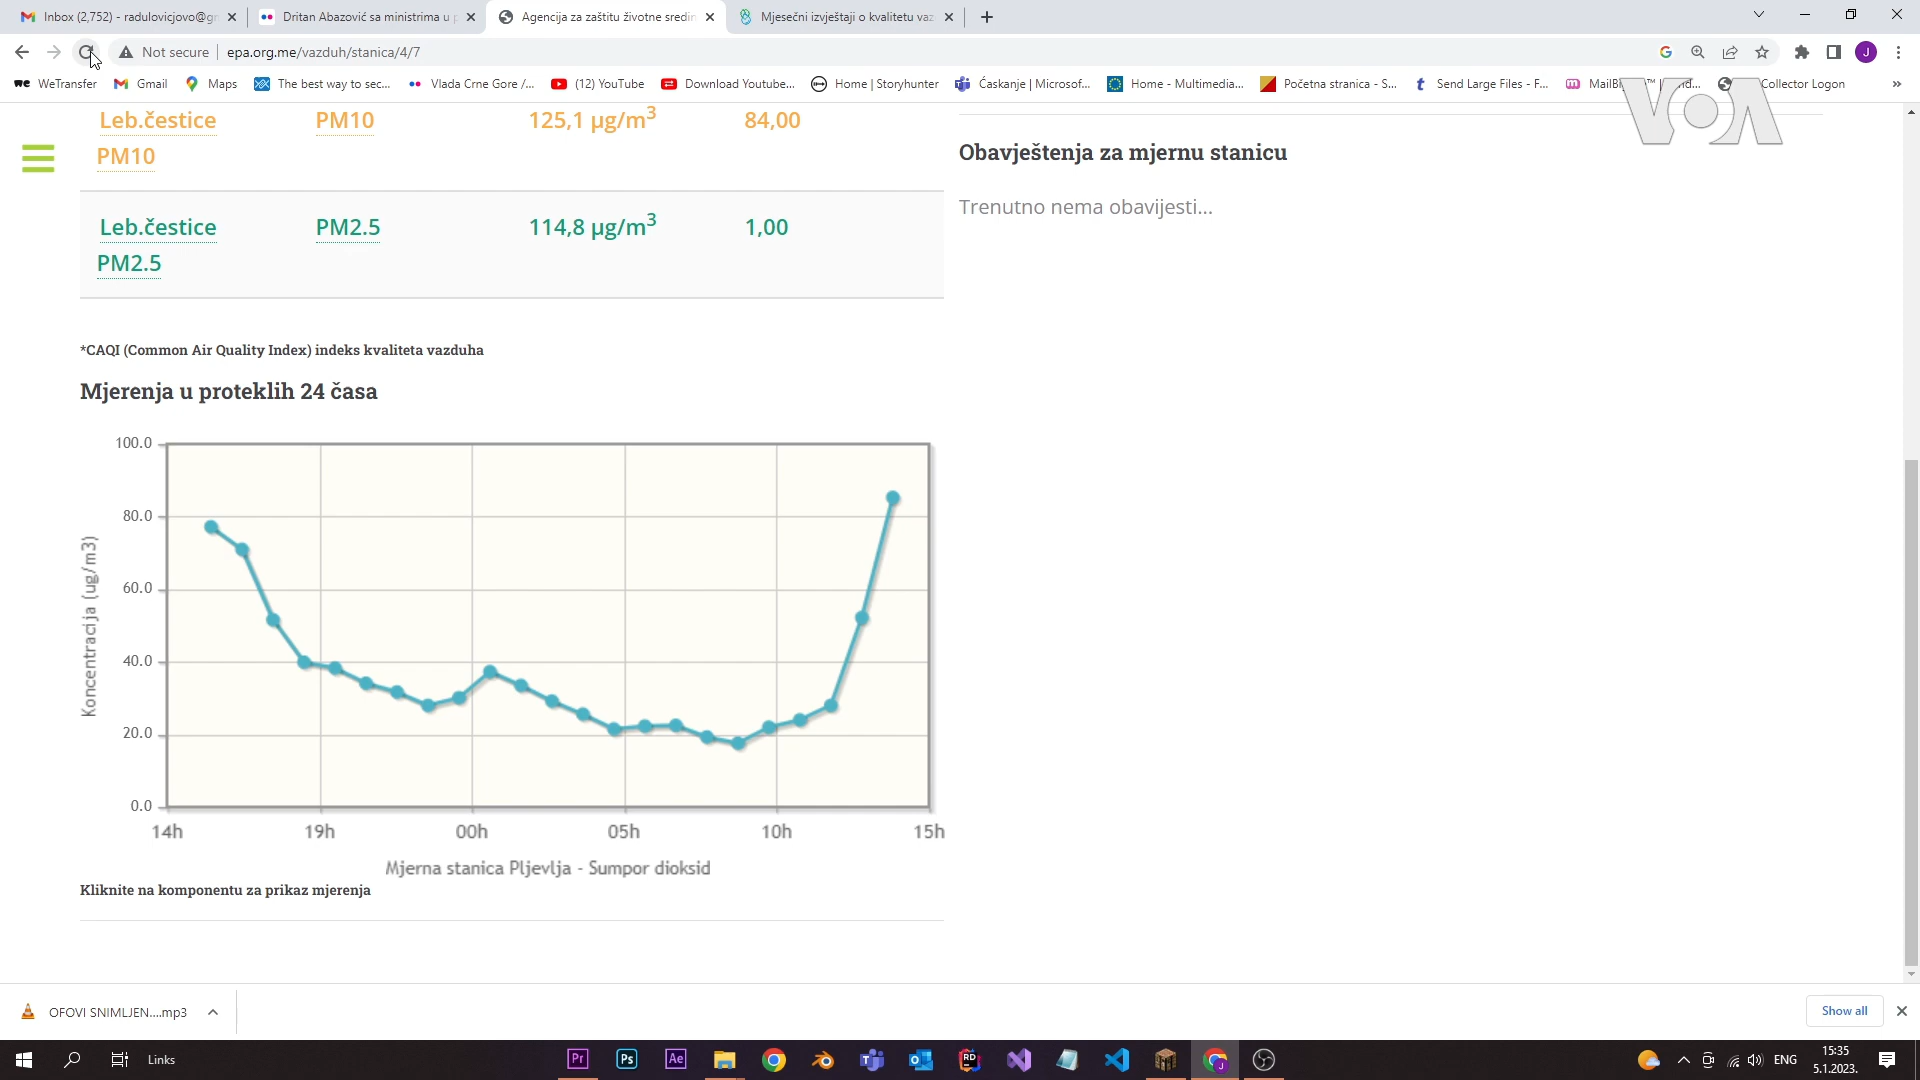 Inbox (2,752) - radulovicjovo@gm
Dritan Abazović sa ministrima u p
Agencija za zaštitu životne sredin
Mjesečni izvještaji o kvalitetu vaz
Not secure
epa.org.me/vazduh/stanica/4/7
J
WeTransfer
Gmail
Maps
The best way to sec...
Vlada Crne Gore /...
(12) YouTube
Download Youtube...
Home | Storyhunter
Ćaskanje | Microsof...
Home - Multimedia...
Početna stranica - S...
Send Large Files - F...
Collector Logon
»
VOA
Leb.čestice PM10 125,1 µg/m3 84,00
PM10
Leb.čestice PM2.5 114,8 µg/m3 1,00
PM2.5
Obavještenja za mjernu stanicu
Trenutno nema obavijesti...
*CAQI (Common Air Quality Index) indeks kvaliteta vazduha
Mjerenja u proteklih 24 časa
Koncentracija (ug/m3)
100.0
80.0
60.0
40.0
20.0
0.0
14h 19h 00h 05h 10h 15h
Mjerna stanica Pljevlja - Sumpor dioksid
Kliknite na komponentu za prikaz mjerenja
OFOVI SNIMLJEN....mp3
Show all
Links
Pr
Ps
Ae
RD
ENG
15:35
5.1.2023.